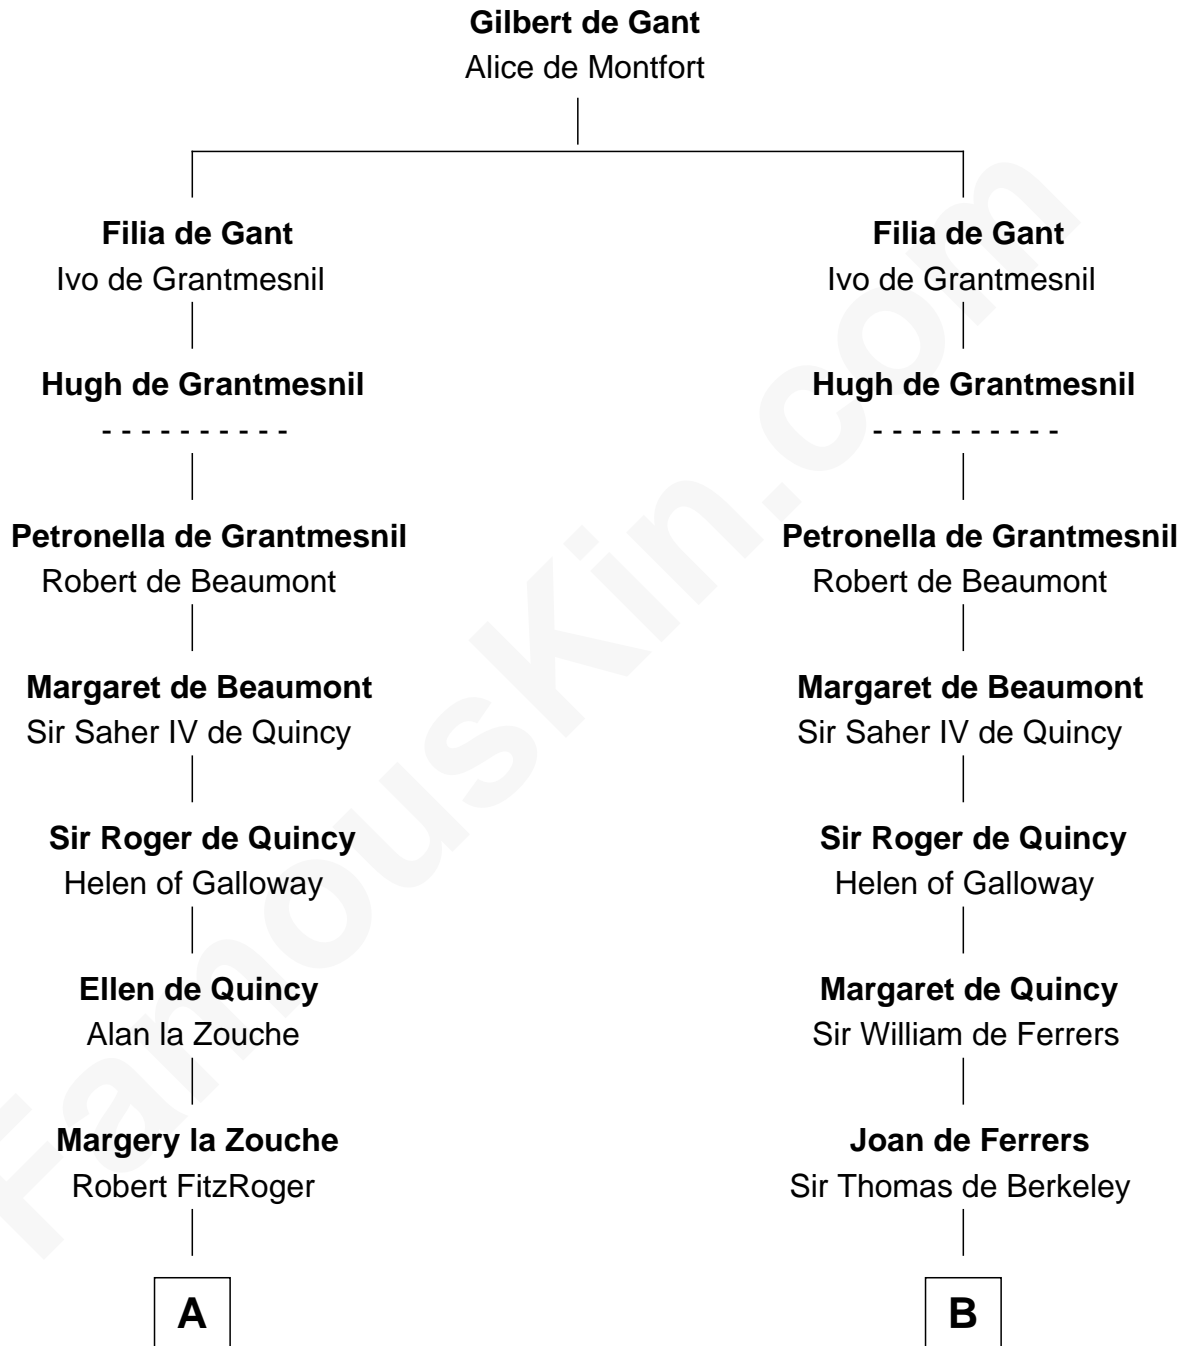 Gilbert de Gant
Alice de Montfort
Filia de Gant
Ivo de Grantmesnil
Hugh de Grantmesnil
- - - - - - - - - -
Petronella de Grantmesnil
Robert de Beaumont
Margaret de Beaumont
Sir Saher IV de Quincy
Sir Roger de Quincy
Helen of Galloway
Ellen de Quincy
Alan la Zouche
Margery la Zouche
Robert FitzRoger
A
Filia de Gant
Ivo de Grantmesnil
Hugh de Grantmesnil
- - - - - - - - - -
Petronella de Grantmesnil
Robert de Beaumont
Margaret de Beaumont
Sir Saher IV de Quincy
Sir Roger de Quincy
Helen of Galloway
Margaret de Quincy
Sir William de Ferrers
Joan de Ferrers
Sir Thomas de Berkeley
B
FamousKin.com